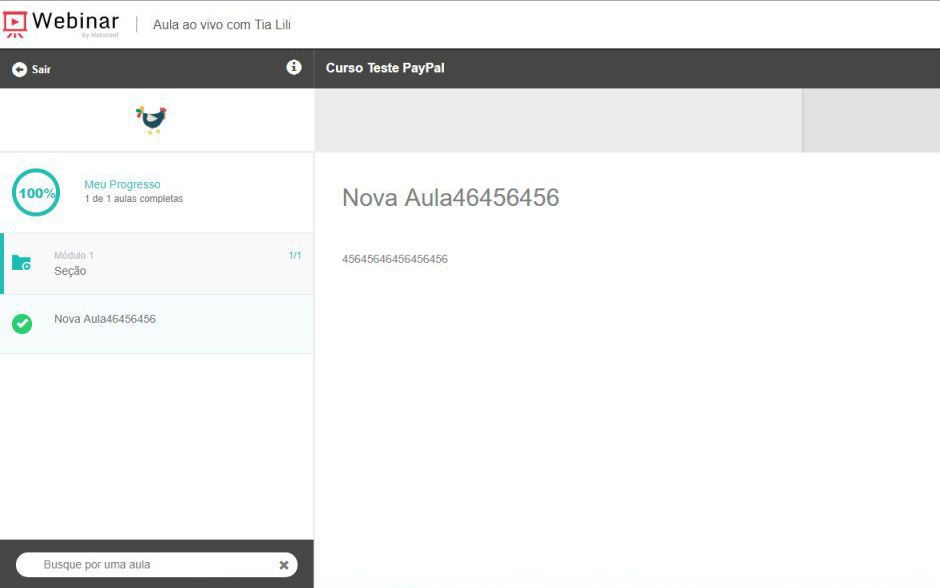 Webinar
by Hotscool
Aula ao vivo com Tia Lili
Sair
Curso Teste PayPal
100%
Meu Progresso
1 de 1 aulas completas
Módulo 1
1/1
Seção
Nova Aula46456456
Nova Aula46456456
45645646456456456
Busque por uma aula